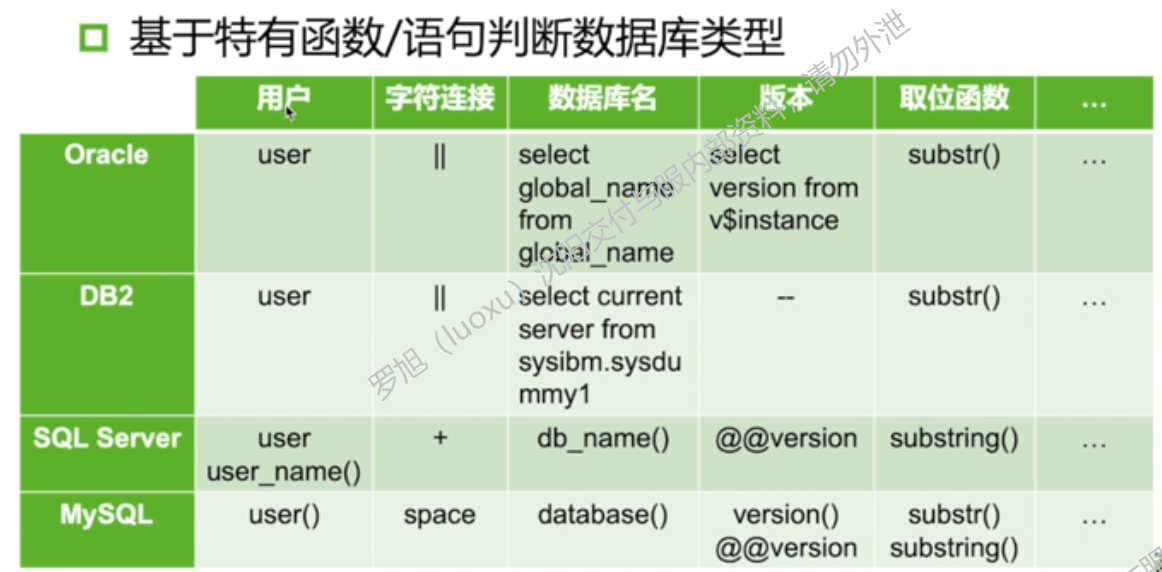 基于特有函数/语句判断数据库类型
用户 字符连接 数据库名 版本 取位函数 ...
Oracle user || select global_name from global_name select version from v$instance substr() ...
DB2 user || select current server from sysibm.sysdummy1 -- substr() ...
SQL Server user user_name() + db_name() @@version substring() ...
MySQL user() space database() version() @@version substr() substring() ...
罗旭（luoxu）沈阳交付与服内部资料，请勿外泄